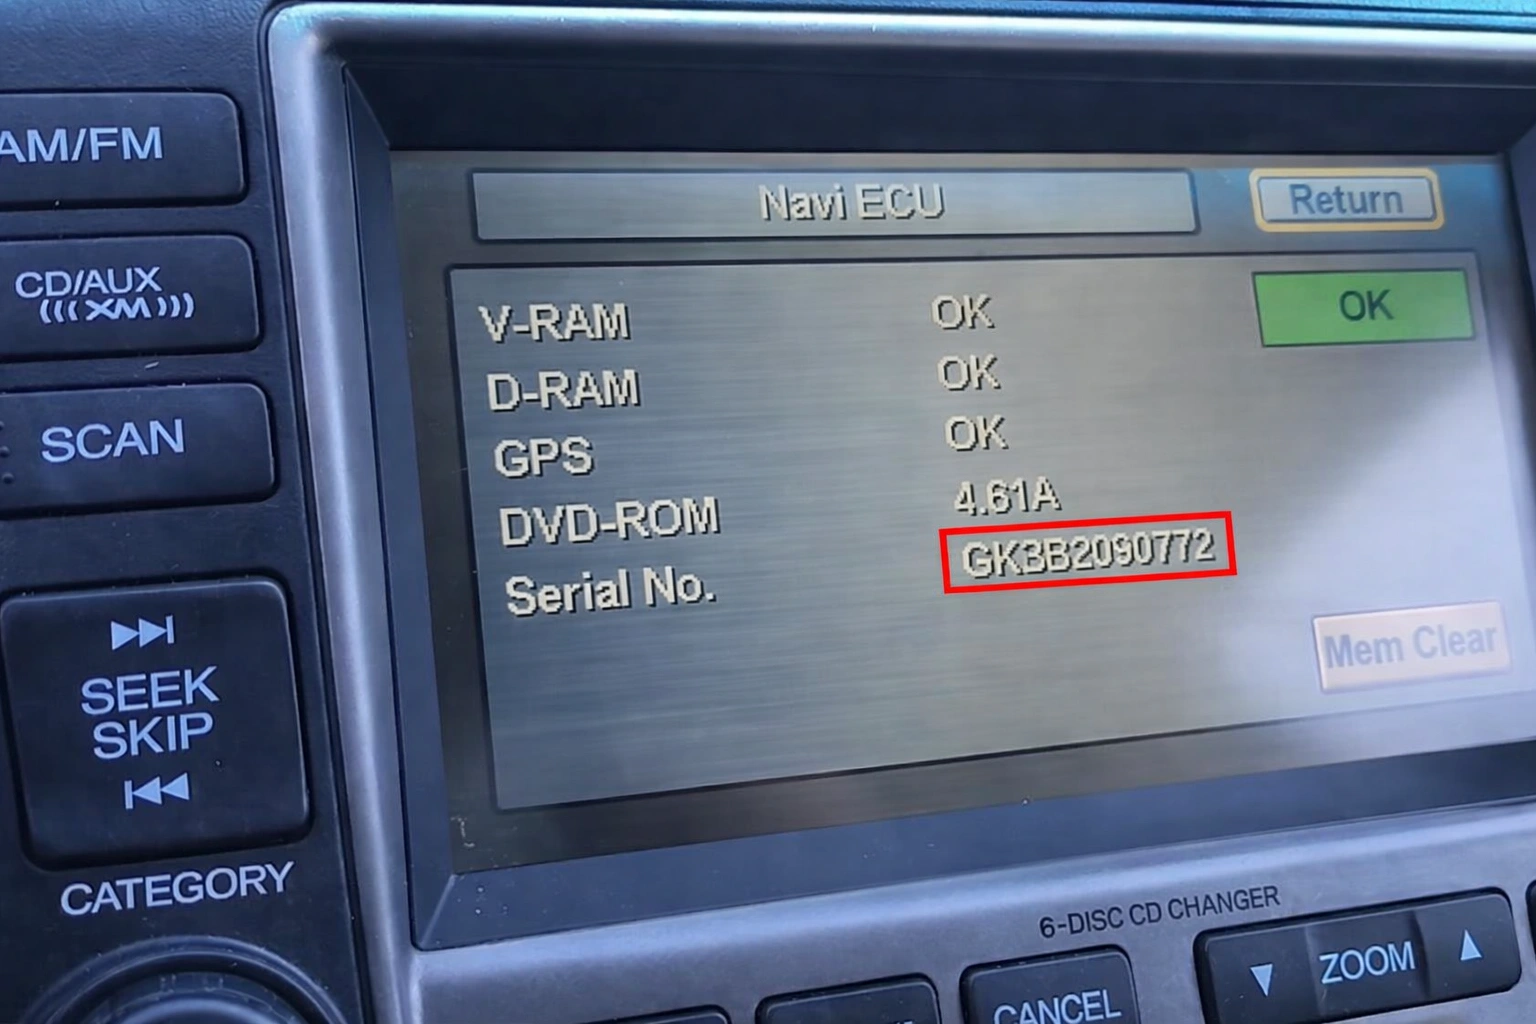 AM/FM
CD/AUX
(((XM)))
SCAN
SEEK
SKIP
CATEGORY
Navi ECU
Return
V-RAM OK
OK
D-RAM OK
GPS OK
DVD-ROM 4.61A
Serial No. GK3B2090772
Mem Clear
6-DISC CD CHANGER
CANCEL
ZOOM